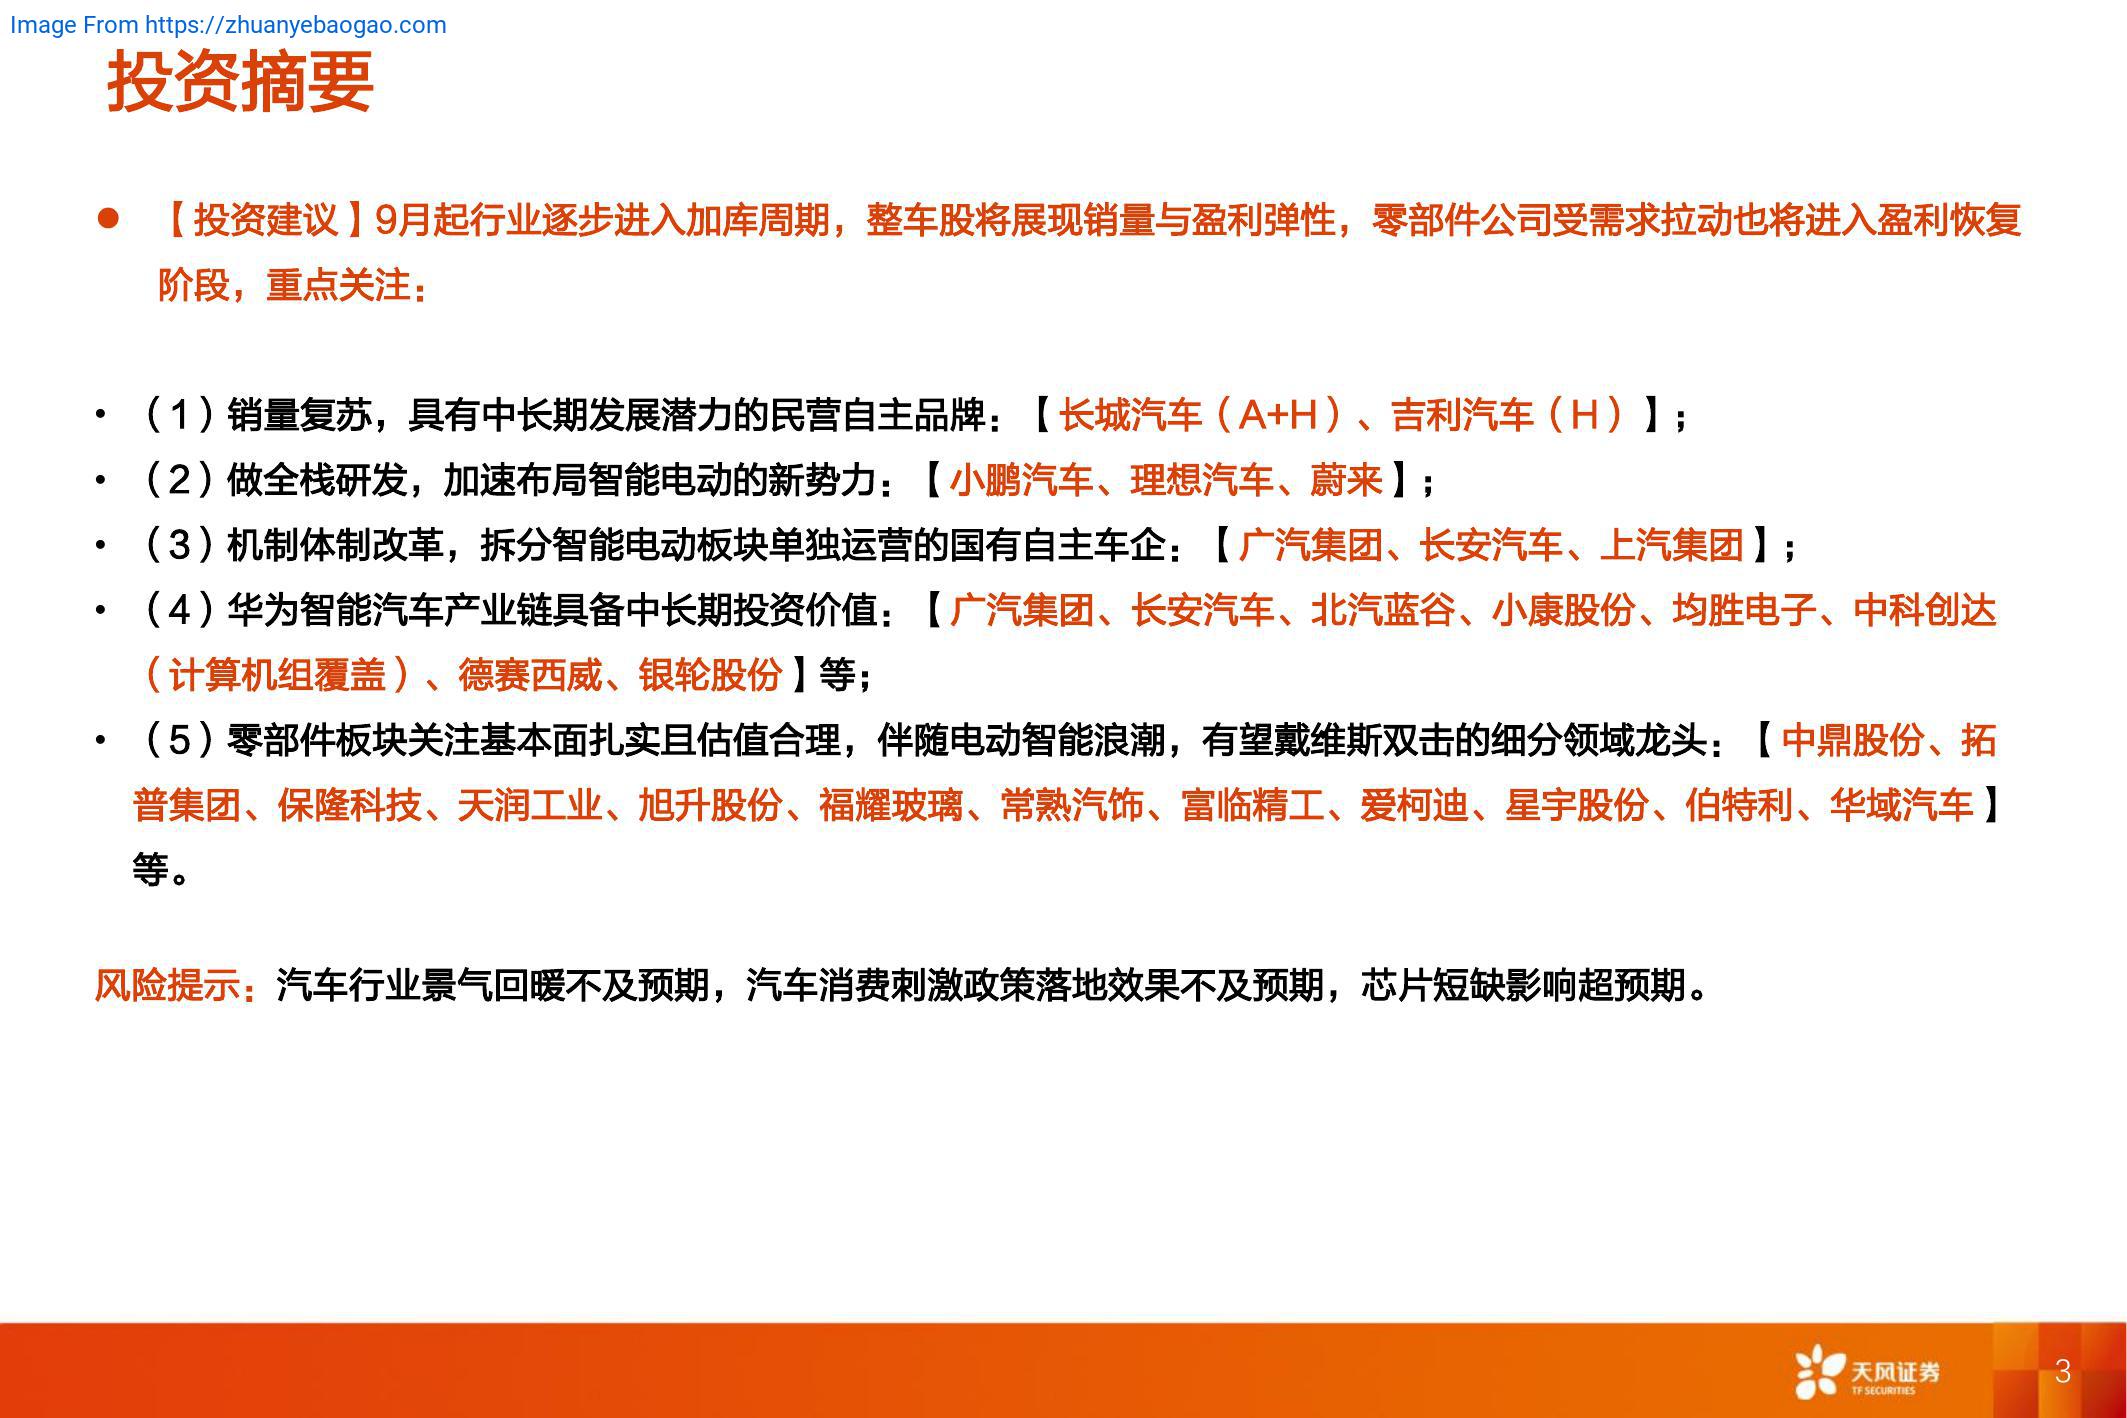 Image From https://zhuanyebaogao.com
投资摘要
● 【投资建议】9月起行业逐步进入加库周期，整车股将展现销量与盈利弹性，零部件公司受需求拉动也将进入盈利恢复
阶段，重点关注：
• （1）销量复苏，具有中长期发展潜力的民营自主品牌：【长城汽车（A+H）、吉利汽车（H）】；
• （2）做全栈研发，加速布局智能电动的新势力：【小鹏汽车、理想汽车、蔚来】；
• （3）机制体制改革，拆分智能电动板块单独运营的国有自主车企：【广汽集团、长安汽车、上汽集团】；
• （4）华为智能汽车产业链具备中长期投资价值：【广汽集团、长安汽车、北汽蓝谷、小康股份、均胜电子、中科创达
（计算机组覆盖）、德赛西威、银轮股份】等；
• （5）零部件板块关注基本面扎实且估值合理，伴随电动智能浪潮，有望戴维斯双击的细分领域龙头：【中鼎股份、拓
普集团、保隆科技、天润工业、旭升股份、福耀玻璃、常熟汽饰、富临精工、爱柯迪、星宇股份、伯特利、华域汽车】
等。
风险提示：汽车行业景气回暖不及预期，汽车消费刺激政策落地效果不及预期，芯片短缺影响超预期。
天风证券
TF SECURITIES
3